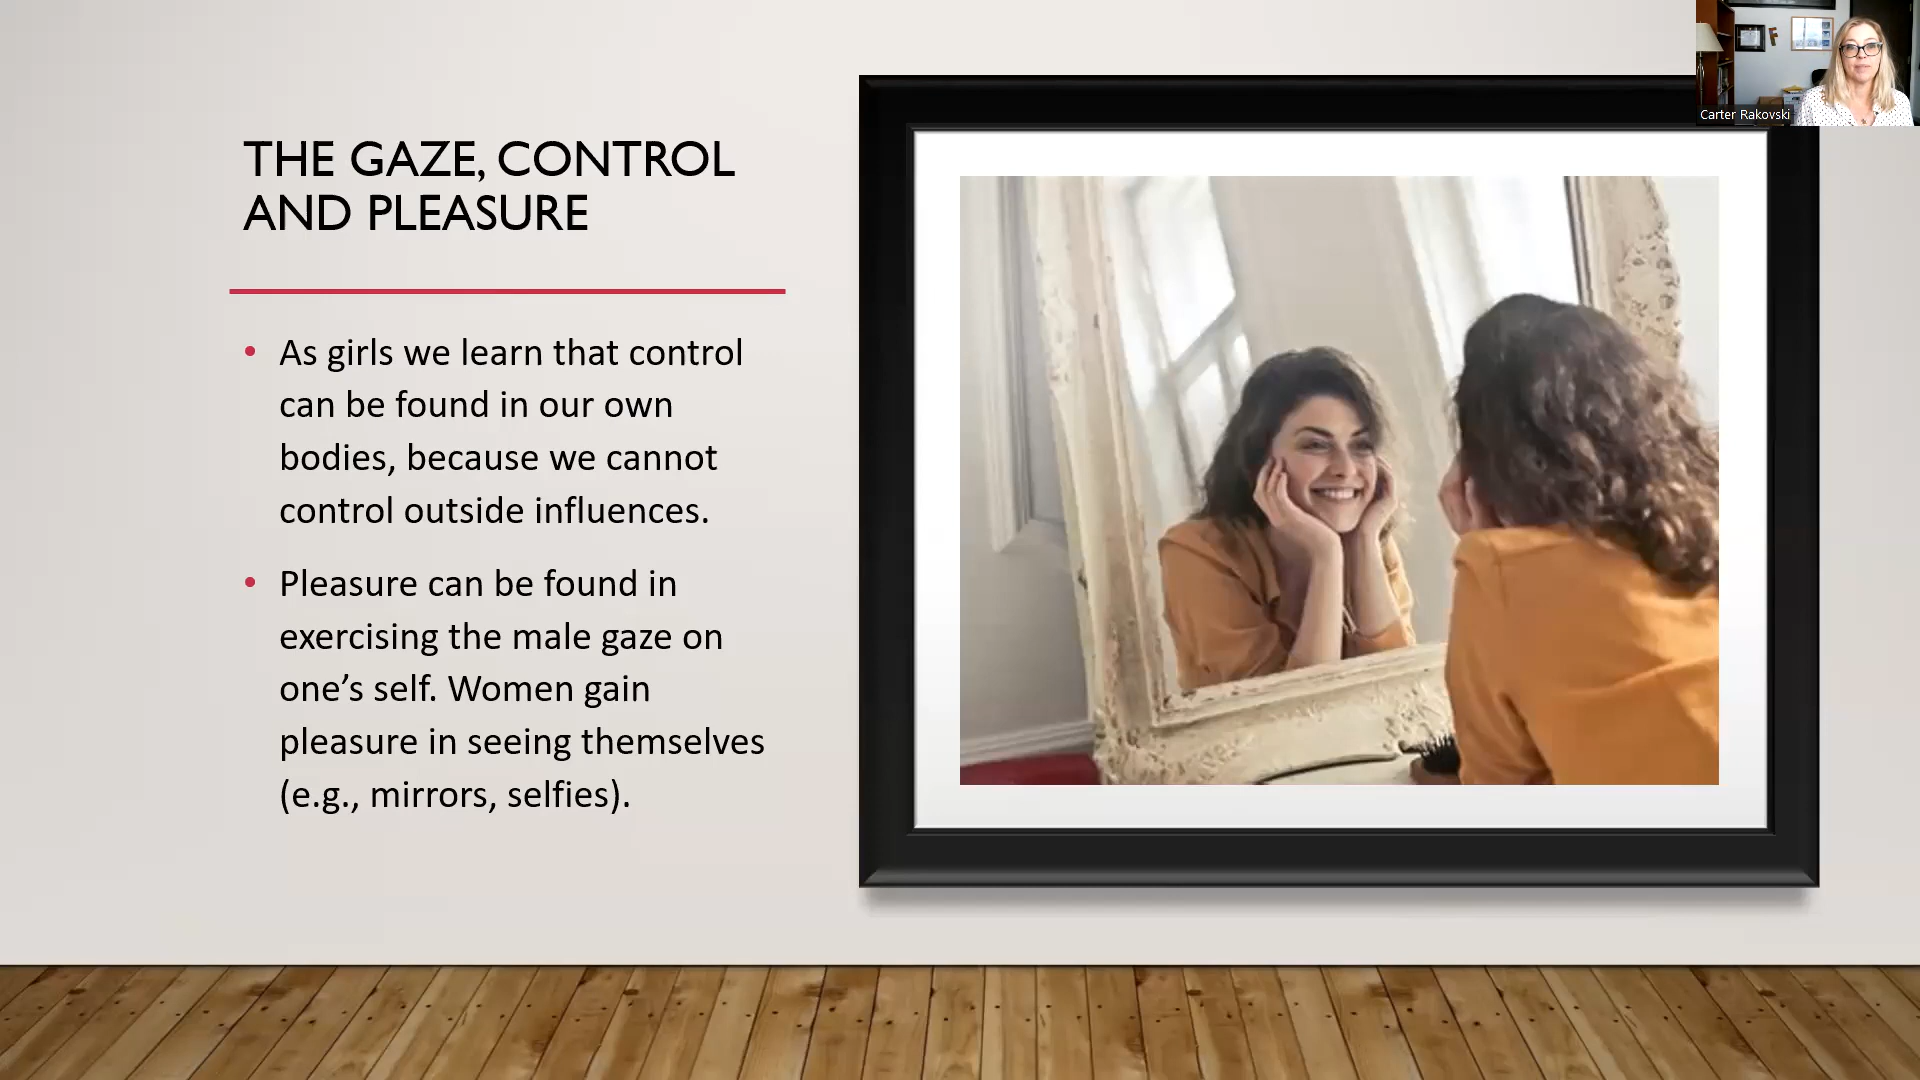 THE GAZE, CONTROL
AND PLEASURE
• As girls we learn that control
can be found in our own
bodies, because we cannot
control outside influences.
• Pleasure can be found in
exercising the male gaze on
one’s self. Women gain
pleasure in seeing themselves
(e.g., mirrors, selfies).
Carter Rakovski